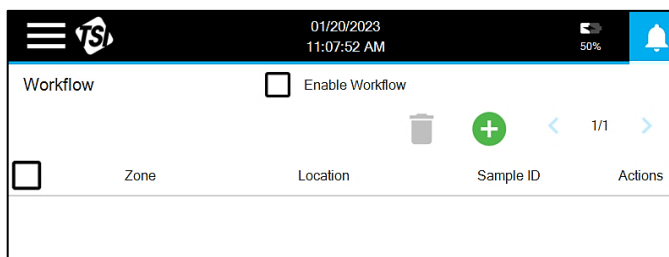 TSI
01/20/2023
11:07:52 AM
50%
Workflow
Enable Workflow
1/1
Zone Location Sample ID Actions